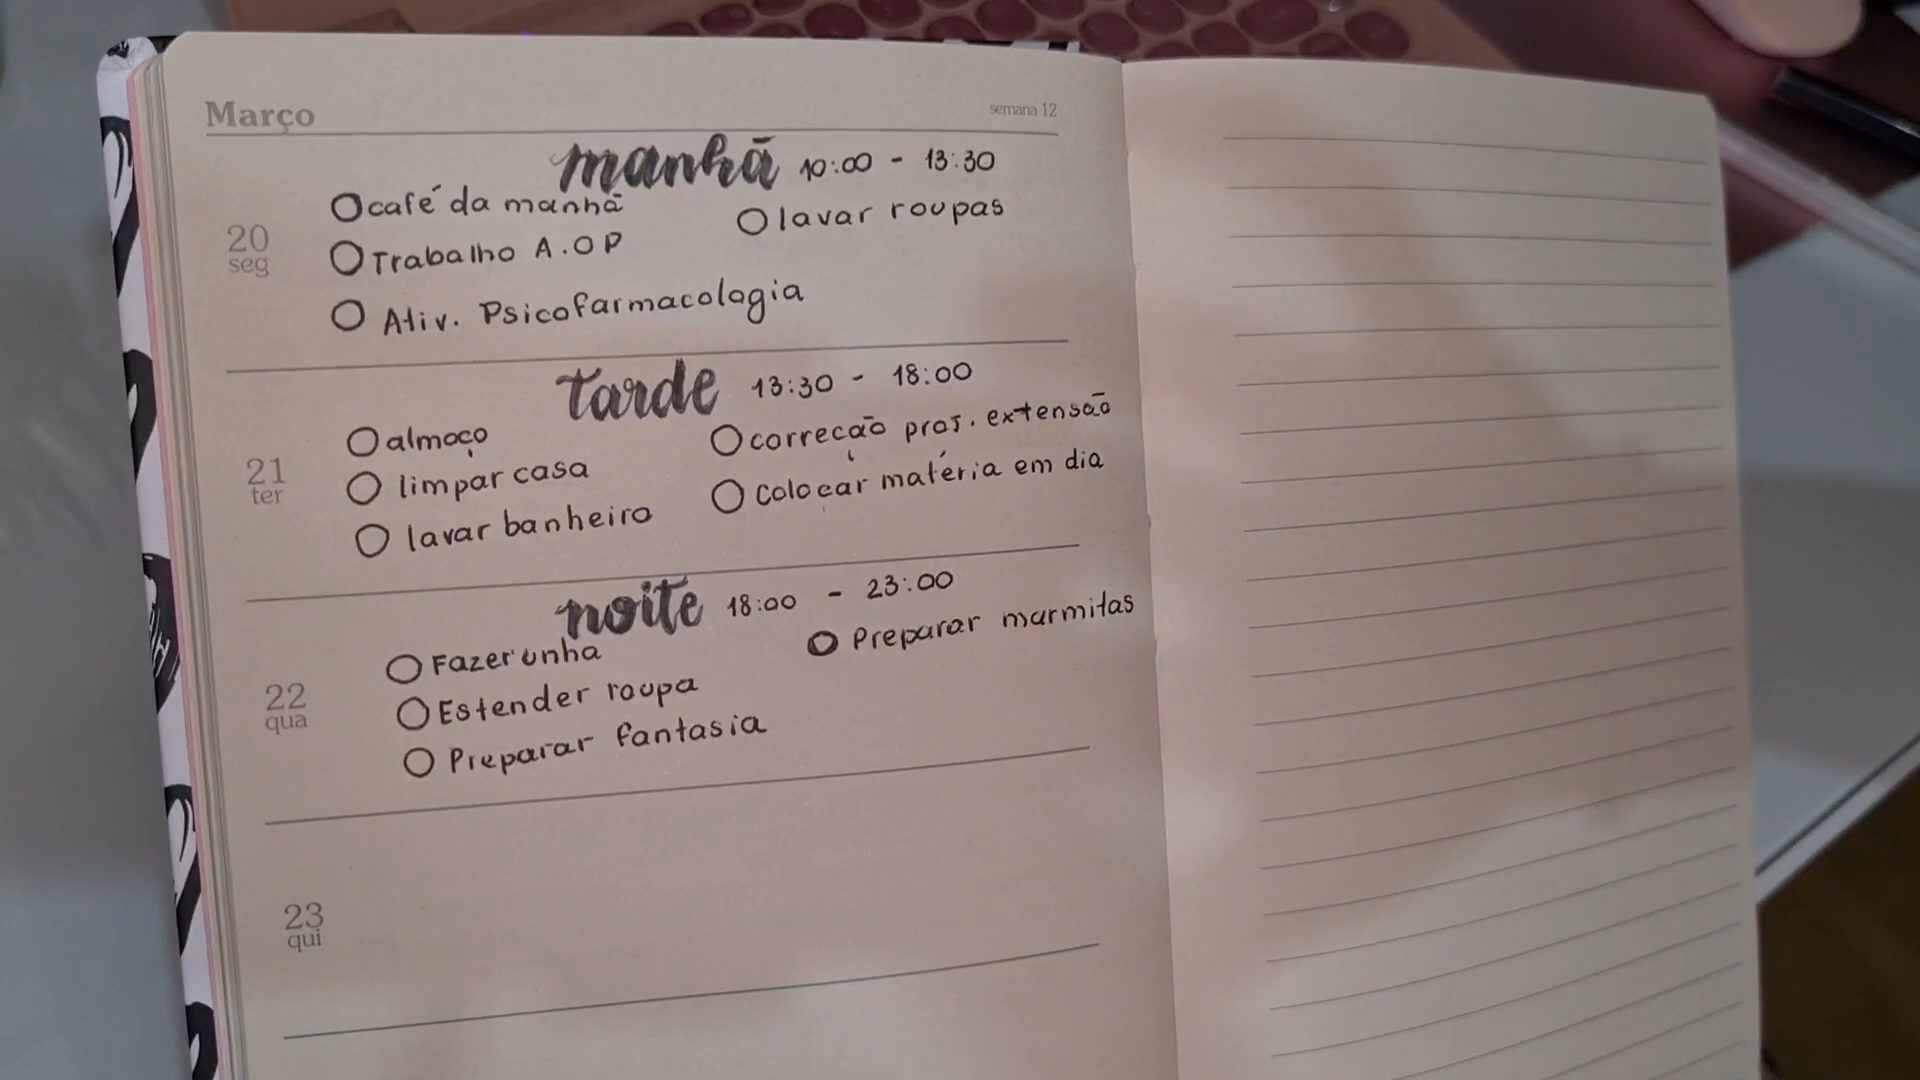 Março
semana 12
manhã 10:00 - 13:30
20
seg
café da manhã
lavar roupas
Trabalho A.OP
Ativ. Psicofarmacologia
tarde 13:30 - 18:00
21
ter
almoço
correção proj. extensão
limpar casa
Colocar matéria em dia
lavar banheiro
noite 18:00 - 23:00
22
qua
Fazer unha
Preparar marmitas
Estender roupa
Preparar fantasia
23
qui